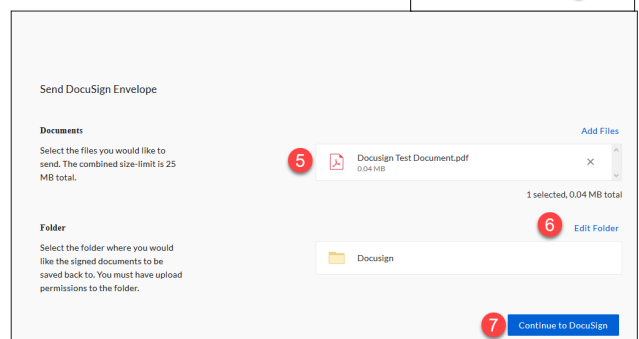 Send DocuSign Envelope
Documents
Add Files
Select the files you would like to
send. The combined size-limit is 25
MB total.
5
Docusign Test Document.pdf
0.04 MB
1 selected, 0.04 MB total
Folder
6
Edit Folder
Select the folder where you would
like the signed documents to be
saved back to. You must have upload
permissions to the folder.
Docusign
7
Continue to DocuSign